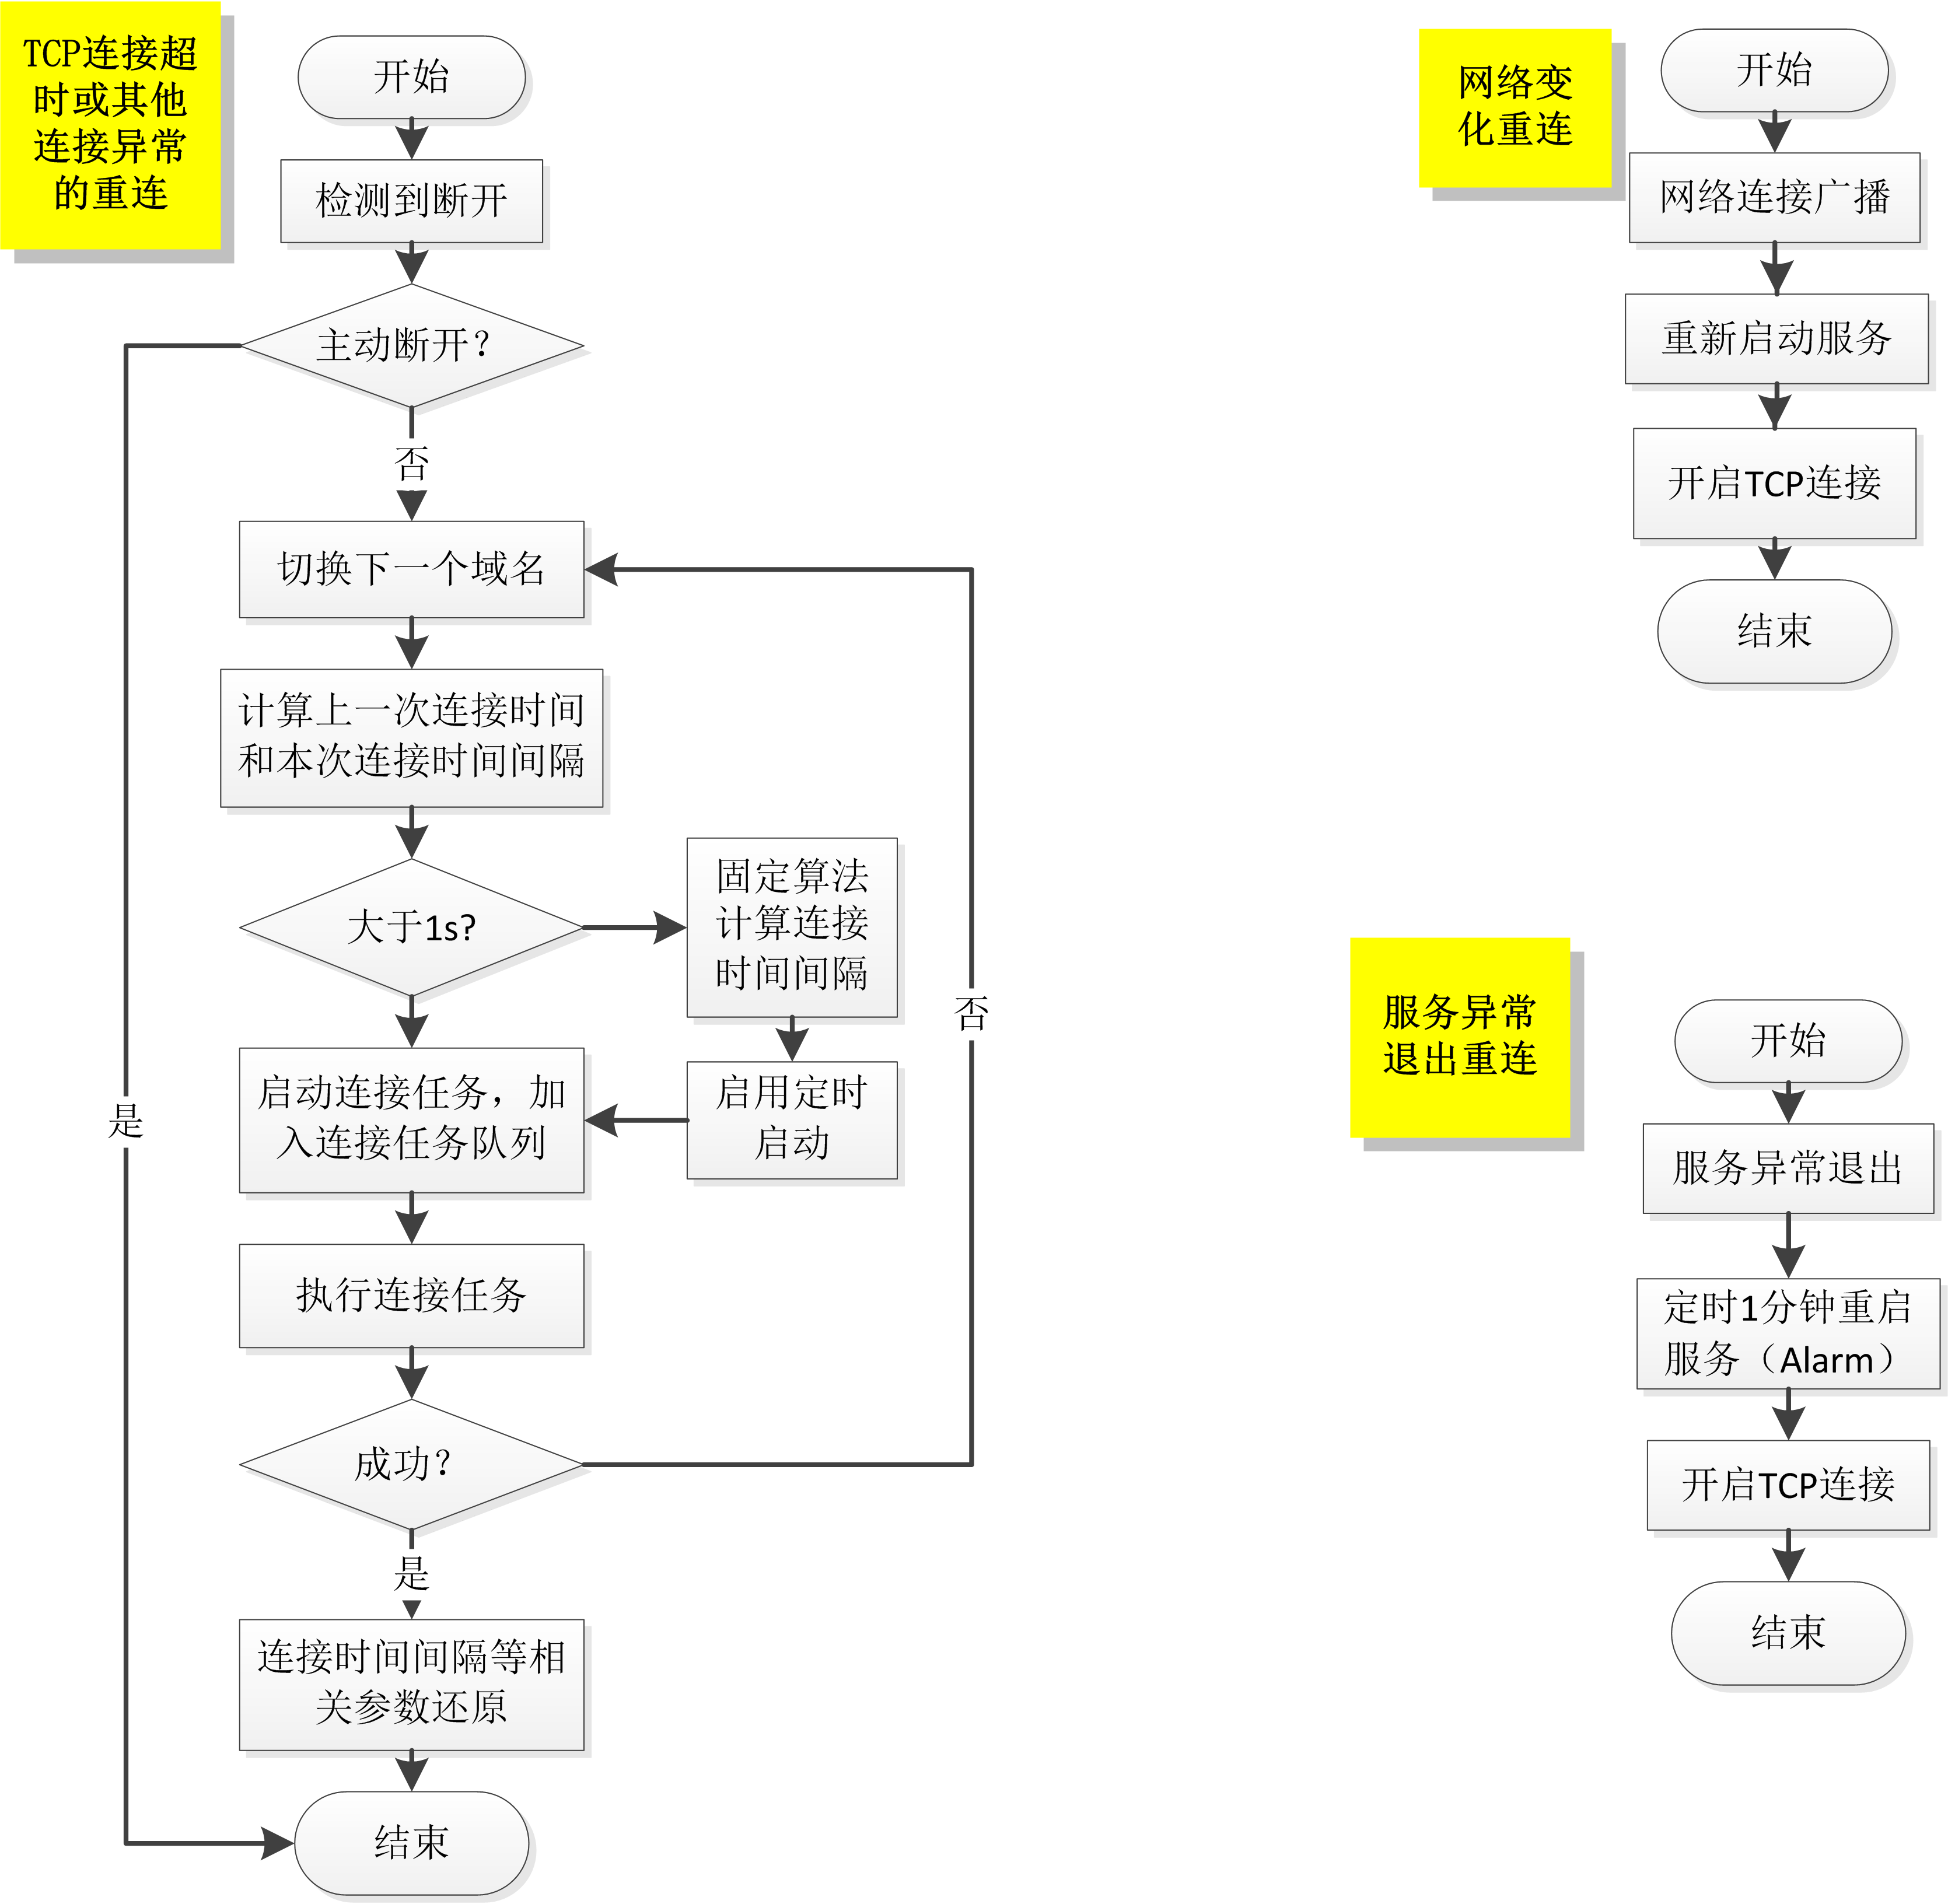 TCP连接超
时或其他
连接异常
的重连
开始
检测到断开
主动断开？
否
切换下一个域名
计算上一次连接时间
和本次连接时间间隔
大于1s?
固定算法
计算连接
时间间隔
启用定时
启动
启动连接任务，加
入连接任务队列
执行连接任务
成功？
否
是
是
连接时间间隔等相
关参数还原
结束
网络变
化重连
开始
网络连接广播
重新启动服务
开启TCP连接
结束
服务异常
退出重连
开始
服务异常退出
定时1分钟重启
服务（Alarm）
开启TCP连接
结束